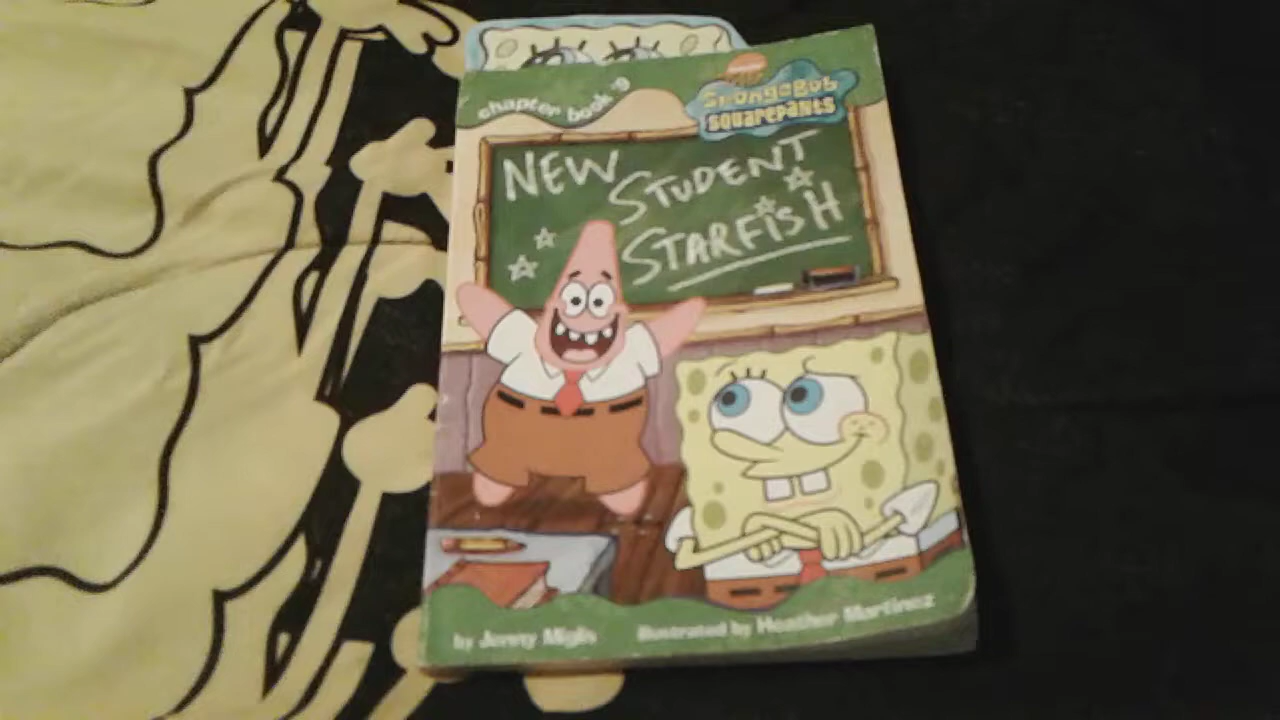 chapter book #9
SpongeBob
SQUAREPANTS
NEW
STUDENT
STARFiSH
by Jenny Miglis
Illustrated by Heather Martinez